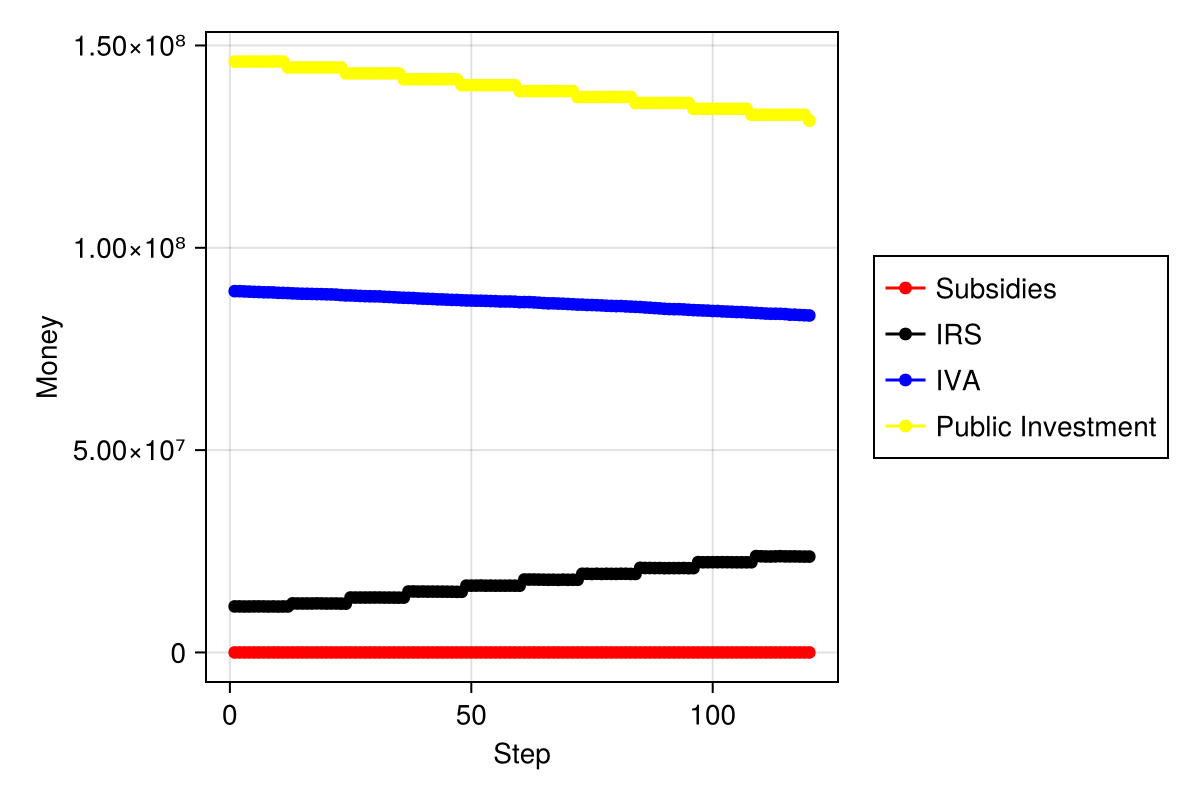 1.50×10⁸
1.00×10⁸
5.00×10⁷
0
Money
0 50 100
Step
Subsidies
IRS
IVA
Public Investment